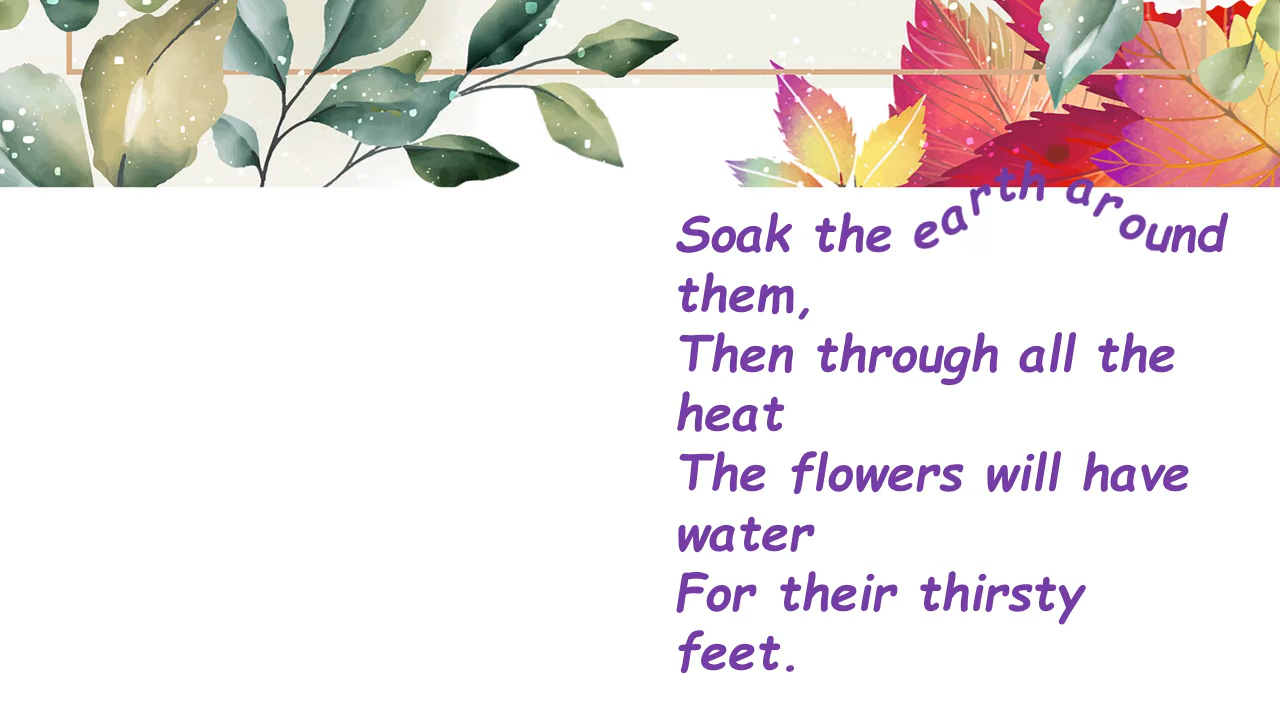 Soak the earth around
them,
Then through all the
heat
The flowers will have
water
For their thirsty
feet.